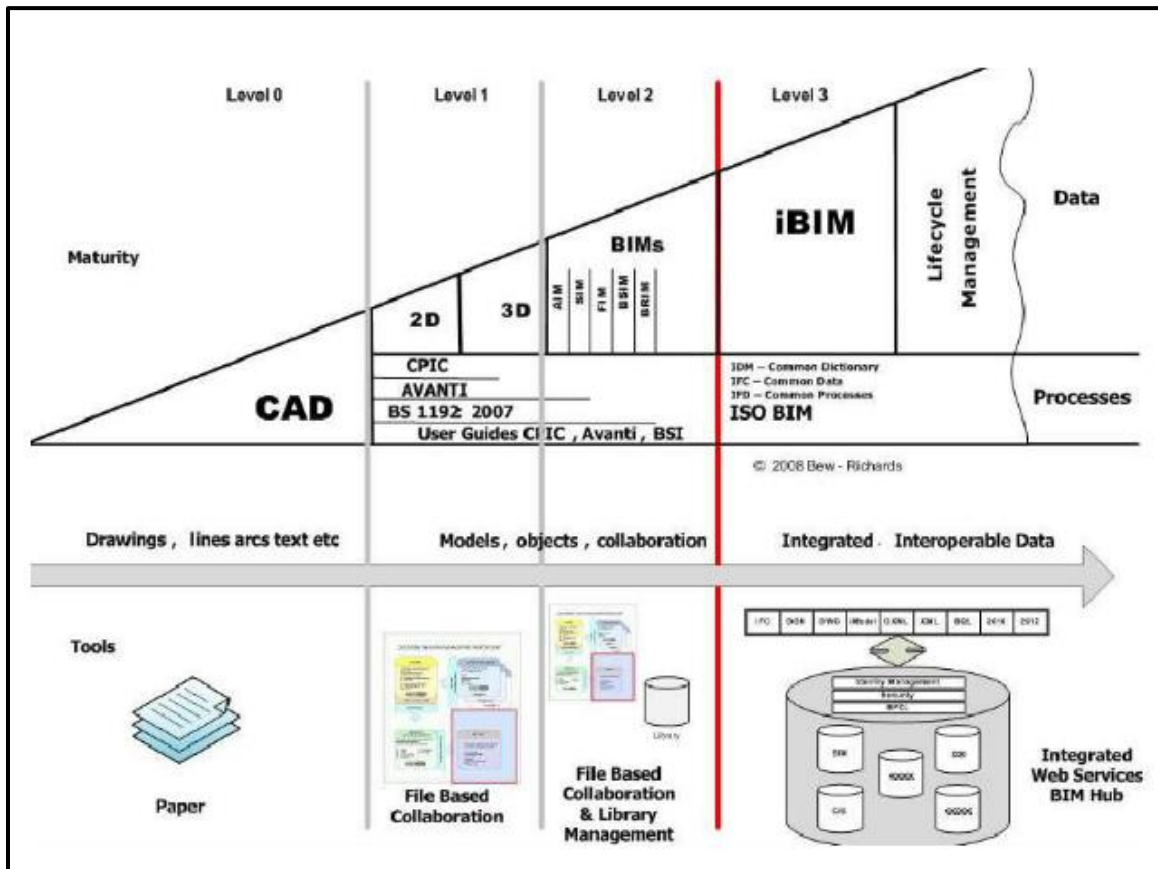 Level 0
Level 1
Level 2
Level 3
Maturity
CAD
2D
3D
BIMs
AIM
SIM
FIM
BSIM
BRIM
iBIM
Lifecycle
Management
Data
CPIC
AVANTI
BS 1192: 2007
User Guides CPIC , Avanti , BSI
IDM – Common Dictionary
IFC – Common Data
IFD – Common Processes
ISO BIM
Processes
© 2008 Bew - Richards
Drawings , lines arcs text etc
Models , objects , collaboration
Integrated Interoperable Data
Tools
Paper
File Based
Collaboration
Library
File Based
Collaboration
& Library
Management
IFC
DGN
DWG
iModel
XML
2010
2012
Identity Management
Security
Integrated
Web Services
BIM Hub